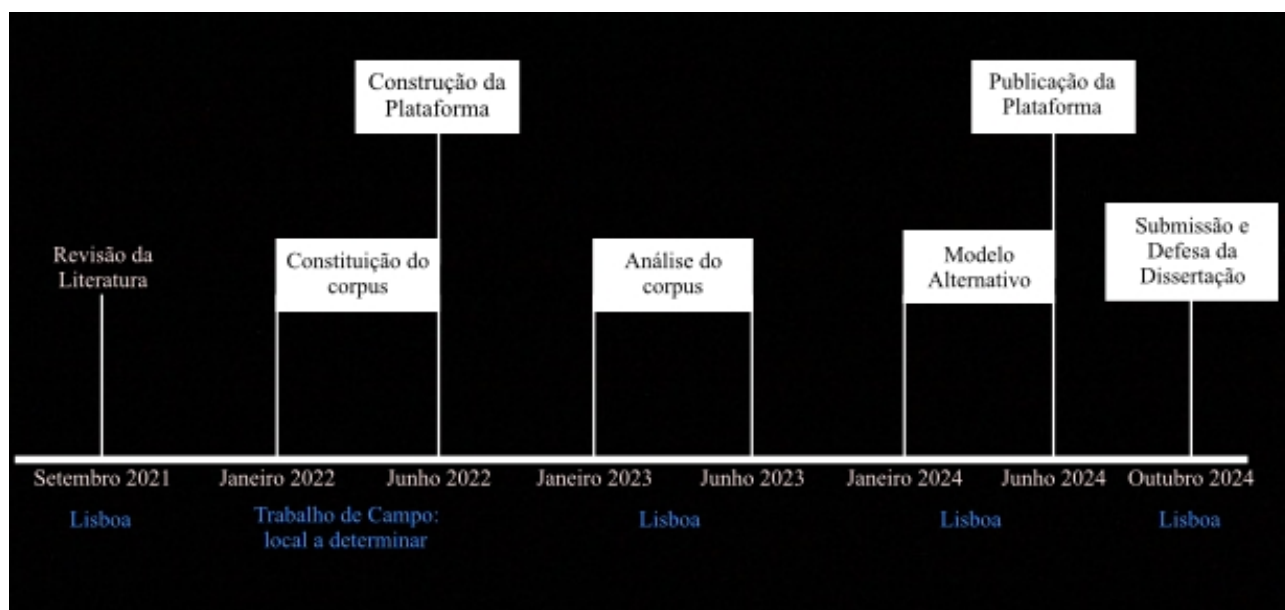 Construção da
Plataforma
Publicação da
Plataforma
Revisão da
Literatura
Constituição do
corpus
Análise do
corpus
Modelo
Alternativo
Submissão e
Defesa da
Dissertação
Setembro 2021
Janeiro 2022
Junho 2022
Janeiro 2023
Junho 2023
Janeiro 2024
Junho 2024
Outubro 2024
Lisboa
Trabalho de Campo:
local a determinar
Lisboa
Lisboa
Lisboa